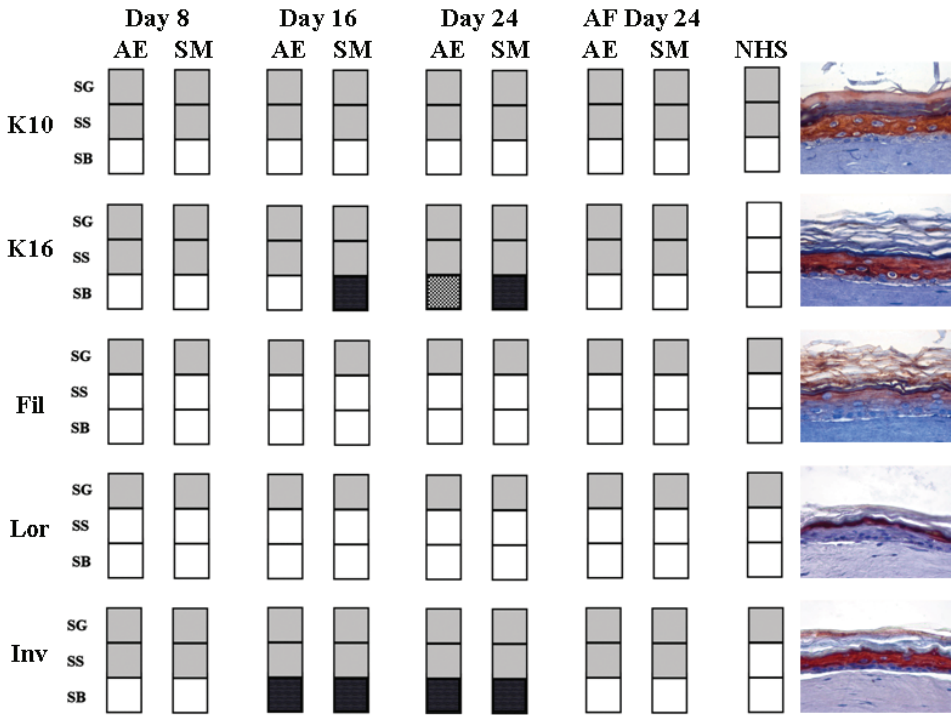 Day 8 Day 16 Day 24 AF Day 24
AE SM AE SM AE SM AE SM NHS
K10
SG
SS
SB
K16
SG
SS
SB
Fil
SG
SS
SB
Lor
SG
SS
SB
Inv
SG
SS
SB